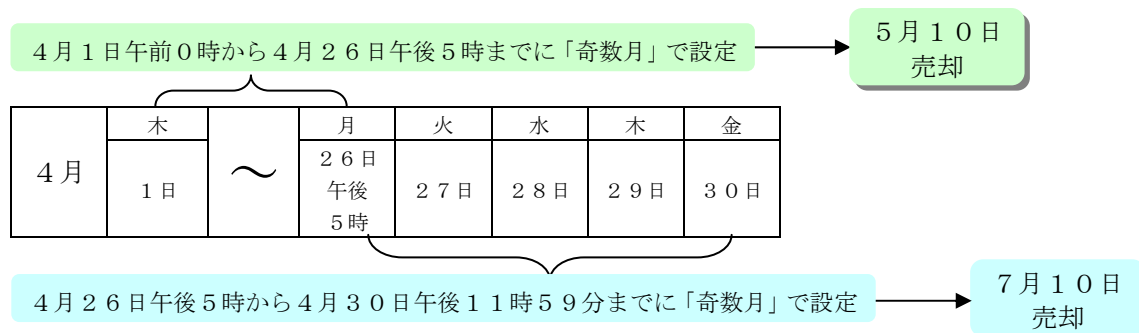 ４月１日午前０時から４月２６日午後５時までに「奇数月」で設定
５月１０日
売却
４月
木
月
火
水
木
金
１日
～
２６日
午後
５時
２７日
２８日
２９日
３０日
４月２６日午後５時から４月３０日午後１１時５９分までに「奇数月」で設定
７月１０日
売却